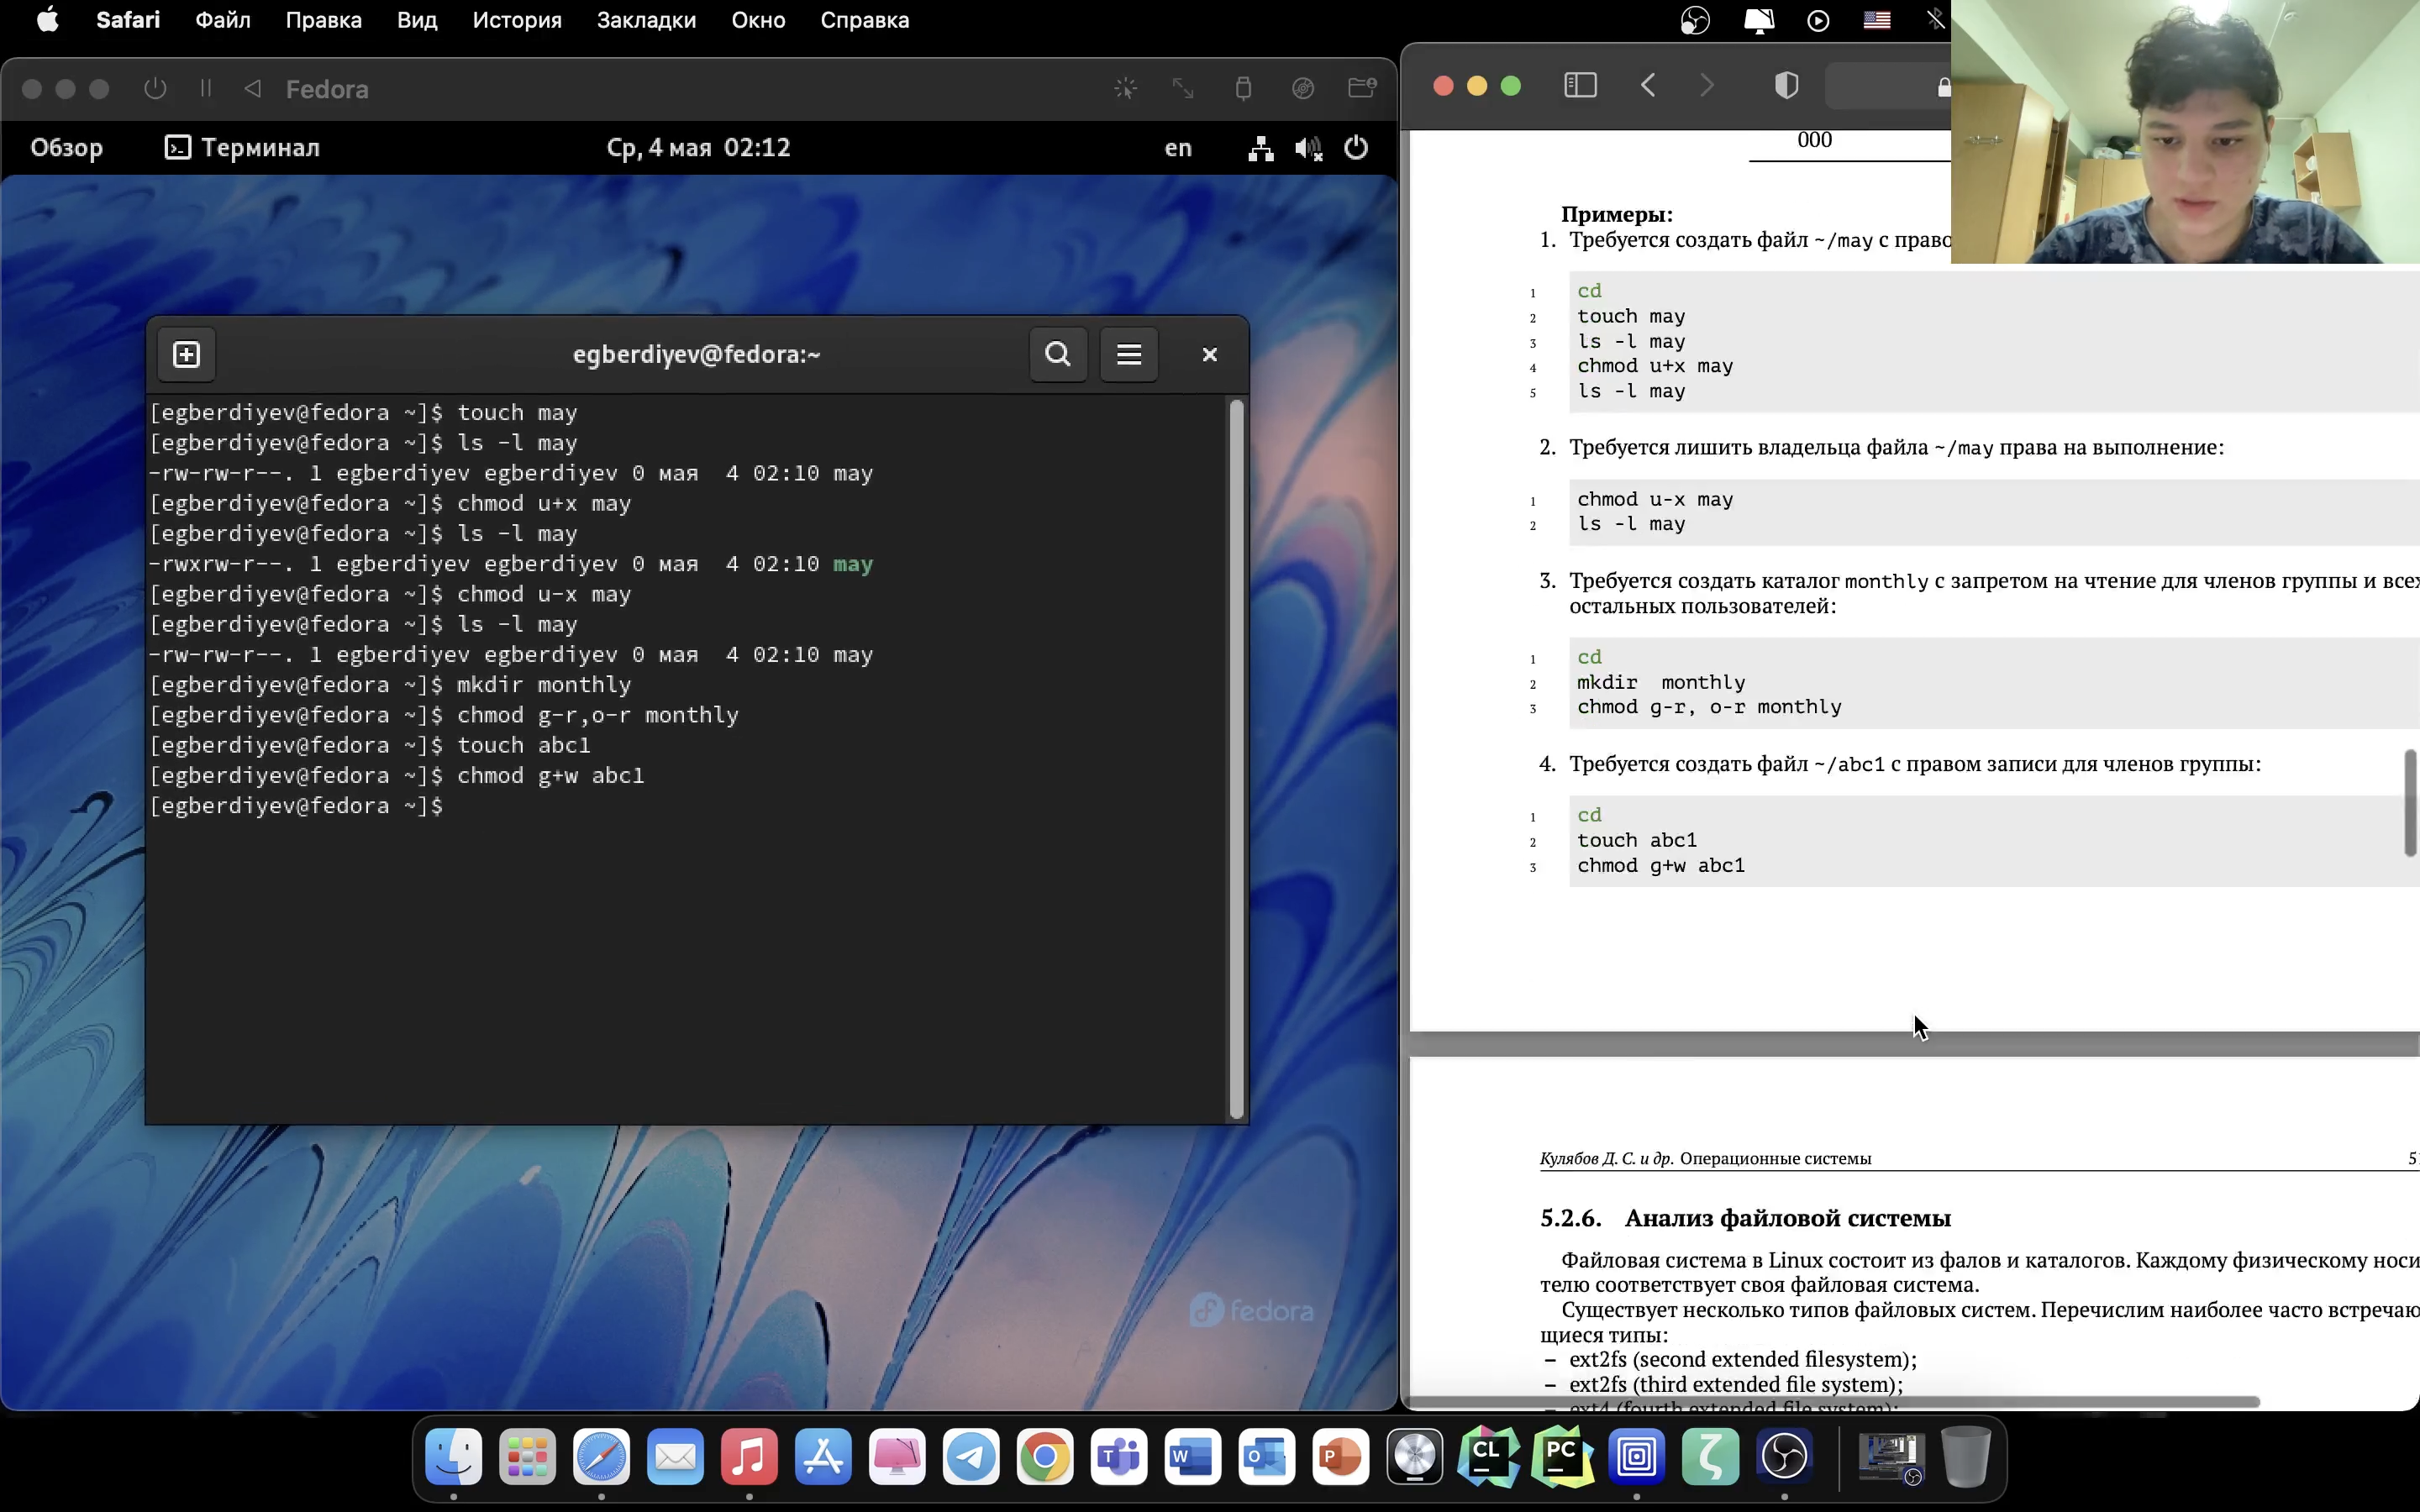 Safari Файл Правка Вид История Закладки Окно Справка
Fedora
Обзор Терминал Ср, 4 мая 02:12 en
egberdiyev@fedora:~
[egberdiyev@fedora ~]$ touch may
[egberdiyev@fedora ~]$ ls -l may
-rw-rw-r--. 1 egberdiyev egberdiyev 0 мая  4 02:10 may
[egberdiyev@fedora ~]$ chmod u+x may
[egberdiyev@fedora ~]$ ls -l may
-rwxrw-r--. 1 egberdiyev egberdiyev 0 мая  4 02:10 may
[egberdiyev@fedora ~]$ chmod u-x may
[egberdiyev@fedora ~]$ ls -l may
-rw-rw-r--. 1 egberdiyev egberdiyev 0 мая  4 02:10 may
[egberdiyev@fedora ~]$ mkdir monthly
[egberdiyev@fedora ~]$ chmod g-r,o-r monthly
[egberdiyev@fedora ~]$ touch abc1
[egberdiyev@fedora ~]$ chmod g+w abc1
[egberdiyev@fedora ~]$
fedora
000
Примеры:
1. Требуется создать файл ~/may с право
1 cd
2 touch may
3 ls -l may
4 chmod u+x may
5 ls -l may
2. Требуется лишить владельца файла ~/may права на выполнение:
1 chmod u-x may
2 ls -l may
3. Требуется создать каталог monthly с запретом на чтение для членов группы и всех
остальных пользователей:
1 cd
2 mkdir  monthly
3 chmod g-r, o-r monthly
4. Требуется создать файл ~/abc1 с правом записи для членов группы:
1 cd
2 touch abc1
3 chmod g+w abc1
Кулябов Д. С. и др. Операционные системы
5.2.6. Анализ файловой системы
Файловая система в Linux состоит из фалов и каталогов. Каждому физическому носи
телю соответствует своя файловая система.
Существует несколько типов файловых систем. Перечислим наиболее часто встречаю
щиеся типы:
– ext2fs (second extended filesystem);
– ext2fs (third extended file system);
– ext4 (fourth extended file system);
CL PC